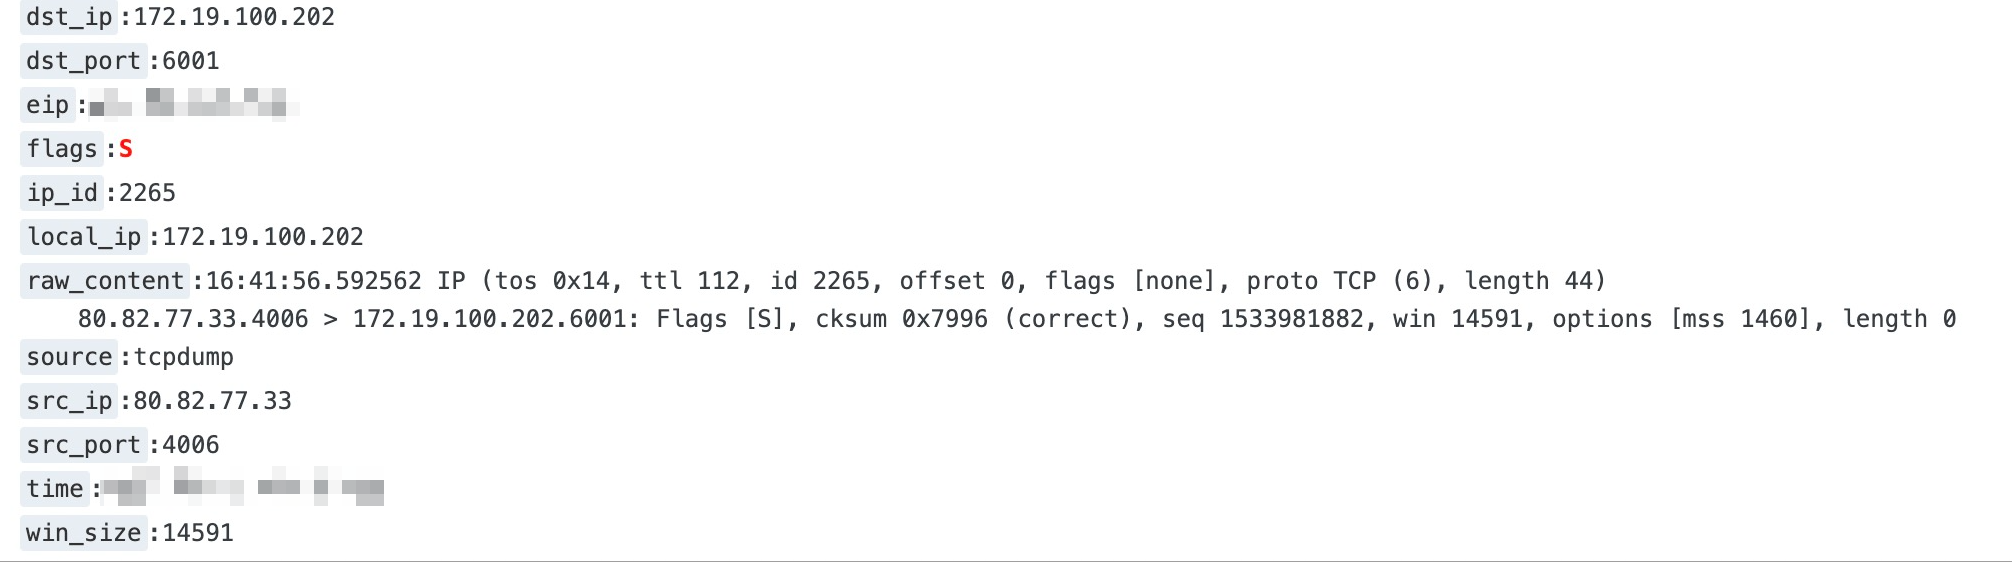 dst_ip:172.19.100.202
dst_port:6001
eip:
flags:S
ip_id:2265
local_ip:172.19.100.202
raw_content:16:41:56.592562 IP (tos 0x14, ttl 112, id 2265, offset 0, flags [none], proto TCP (6), length 44)
80.82.77.33.4006 > 172.19.100.202.6001: Flags [S], cksum 0x7996 (correct), seq 1533981882, win 14591, options [mss 1460], length 0
source:tcpdump
src_ip:80.82.77.33
src_port:4006
time:
win_size:14591